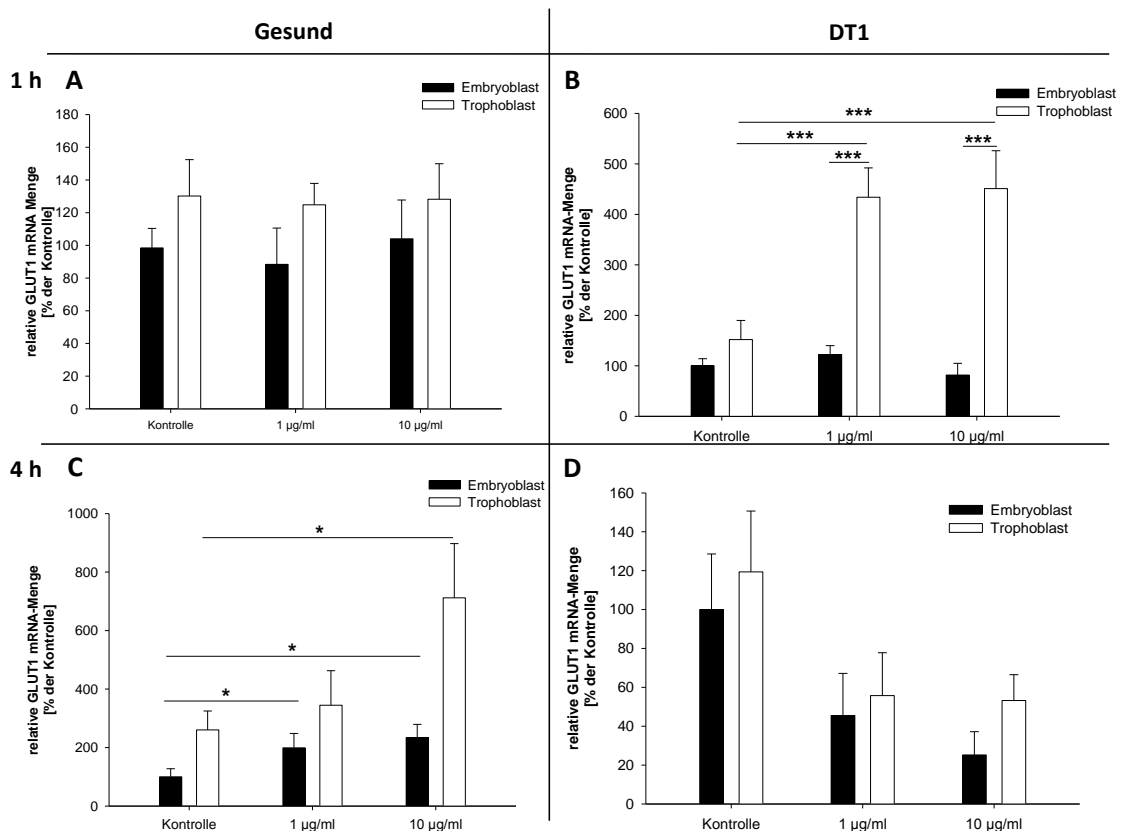 Gesund
DT1
1 h
A
Embryoblast
Trophoblast
relative GLUT1 mRNA Menge
[% der Kontrolle]
180
160
140
120
100
80
60
40
20
0
Kontrolle
1 µg/ml
10 µg/ml
B
Embryoblast
Trophoblast
relative GLUT1 mRNA-Menge
[% der Kontrolle]
600
500
400
300
200
100
0
***
***
***
***
Kontrolle
1 µg/ml
10 µg/ml
4 h
C
Embryoblast
Trophoblast
relative GLUT1 mRNA-Menge
[% der Kontrolle]
1000
800
600
400
200
0
*
*
*
Kontrolle
1 µg/ml
10 µg/ml
D
Embryoblast
Trophoblast
relative GLUT1 mRNA-Menge
[% der Kontrolle]
160
140
120
100
80
60
40
20
0
Kontrolle
1 µg/ml
10 µg/ml